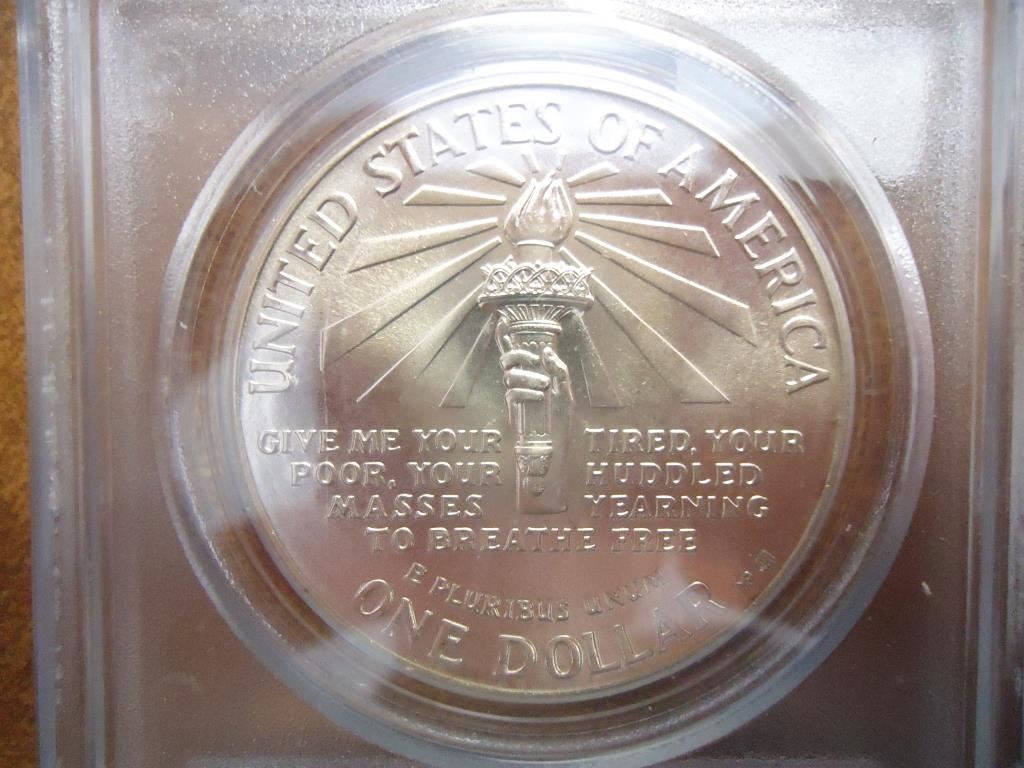 UNITED STATES OF AMERICA
GIVE ME YOUR TIRED, YOUR
POOR, YOUR HUDDLED
MASSES YEARNING
TO BREATHE FREE
E PLURIBUS UNUM
ONE DOLLAR